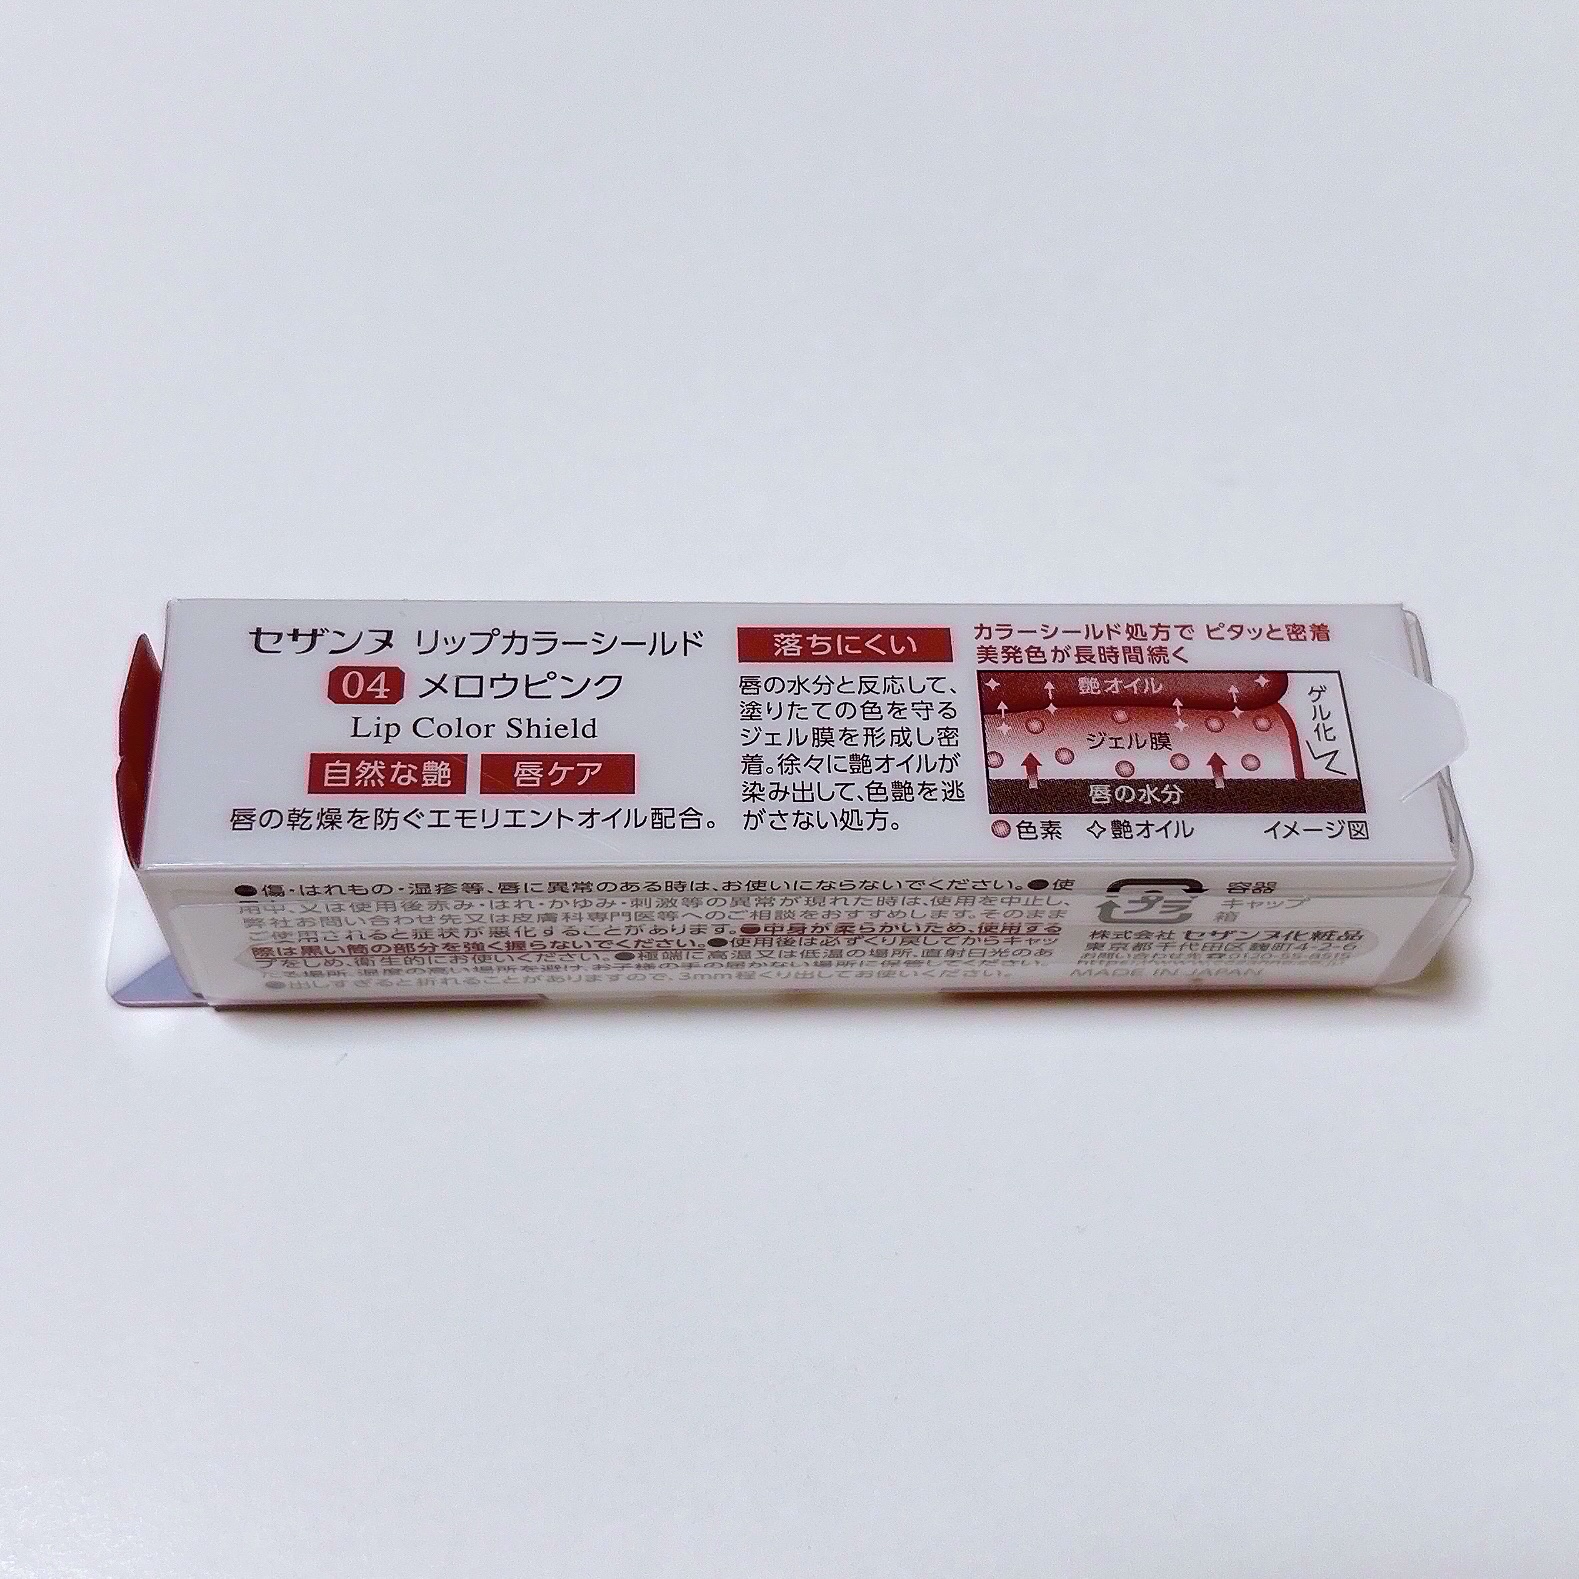 セザンヌ リップカラーシールド
04 メロウピンク
Lip Color Shield
自然な艶 唇ケア
唇の乾燥を防ぐエモリエントオイル配合。
落ちにくい
唇の水分と反応して、
塗りたての色を守る
ジェル膜を形成し密
着。徐々に艶オイルが
染み出して、色艶を逃
がさない処方。
カラーシールド処方で ピタッと密着
美発色が長時間続く
艶オイル
ジェル膜
唇の水分
ゲル化
色素 艶オイル イメージ図
●傷・はれもの・湿疹等、唇に異常のある時は、お使いにならないでください。●使
用中、又は使用後赤み・はれ・かゆみ・刺激等の異常が現れた時は、使用を中止し、
弊社お問い合わせ先又は皮膚科専門医等へのご相談をおすすめします。そのまま
ご使用されると症状が悪化することがあります。●中身が柔らかいため、使用する
際は黒い筒の部分を強く握らないでください。●使用後は必ずくり戻してからキャッ
プをしめ、衛生的にお使いください。●極端に高温又は低温の場所、直射日光のあ
たる場所、湿度の高い場所を避け、お子様の手の届かない場所に保管してください。
●出しすぎると折れることがありますので、3mm程くり出してお使いください。
プラ
容器
キャップ
箱
株式会社 セザンヌ化粧品
東京都千代田区麹町4-2-6
お問い合わせ先☎0120-55-8515
MADE IN JAPAN